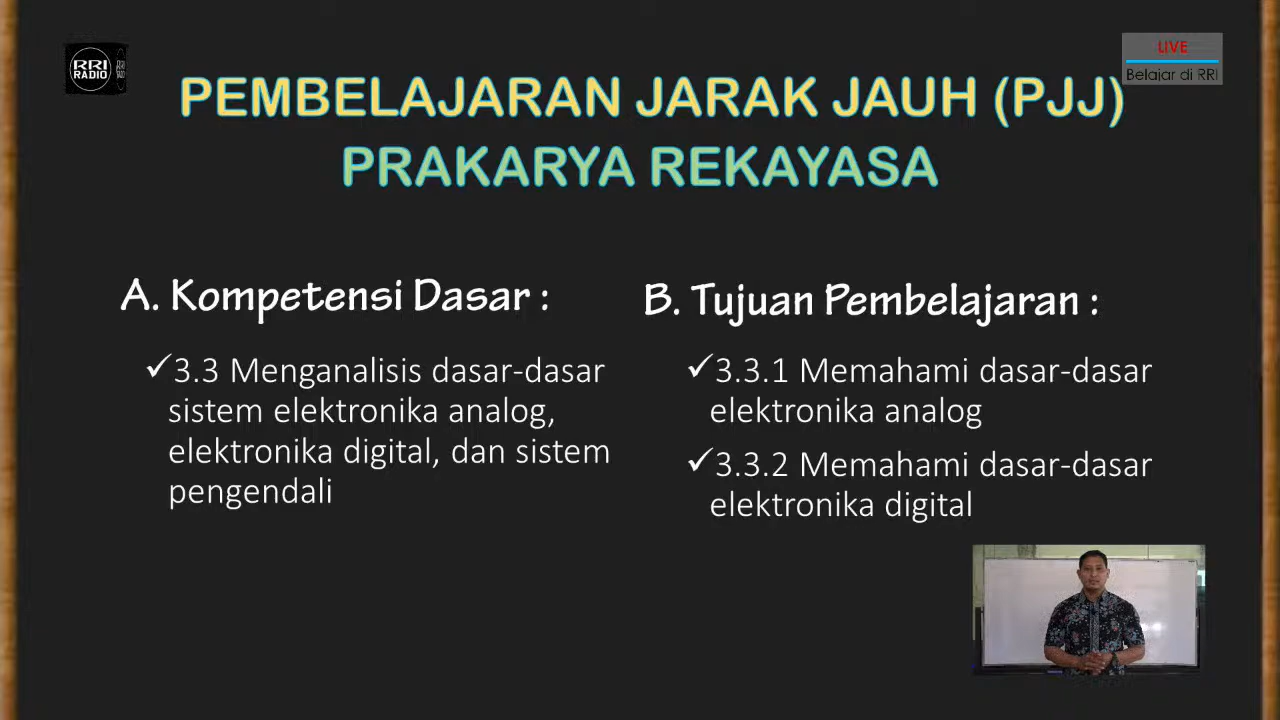 RRI
RADIO
LIVE
Belajar di RRI
PEMBELAJARAN JARAK JAUH (PJJ)
PRAKARYA REKAYASA
A. Kompetensi Dasar :
3.3 Menganalisis dasar-dasar
sistem elektronika analog,
elektronika digital, dan sistem
pengendali
B. Tujuan Pembelajaran :
3.3.1 Memahami dasar-dasar
elektronika analog
3.3.2 Memahami dasar-dasar
elektronika digital